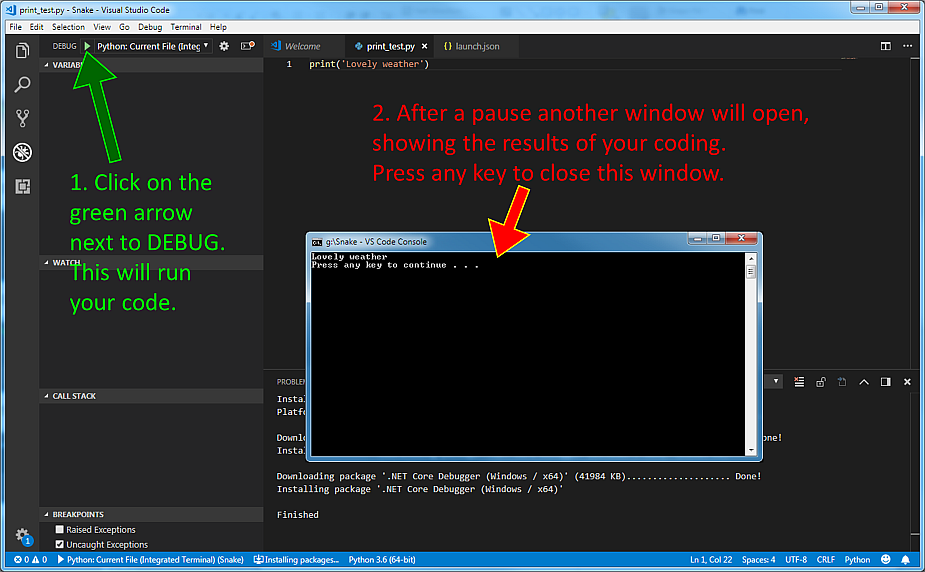 print_test.py - Snake - Visual Studio Code
File Edit Selection View Go Debug Terminal Help
DEBUG Python: Current File (Integ
Welcome print_test.py launch.json
VARIAB
1 print('Lovely weather')
1. Click on the
green arrow
next to DEBUG.
This will run
your code.
2. After a pause another window will open,
showing the results of your coding.
Press any key to close this window.
WATCH
CALL STACK
BREAKPOINTS
Raised Exceptions
Uncaught Exceptions
g:\Snake - VS Code Console
Lovely weather
Press any key to continue . . .
PROBLEM
Instal
Platfo
Downlo one!
Instal
Downloading package '.NET Core Debugger (Windows / x64)' (41984 KB).................... Done!
Installing package '.NET Core Debugger (Windows / x64)'
Finished
1
0 0 Python: Current File (Integrated Terminal) (Snake) Installing packages... Python 3.6 (64-bit) Ln 1, Col 22 Spaces: 4 UTF-8 CRLF Python